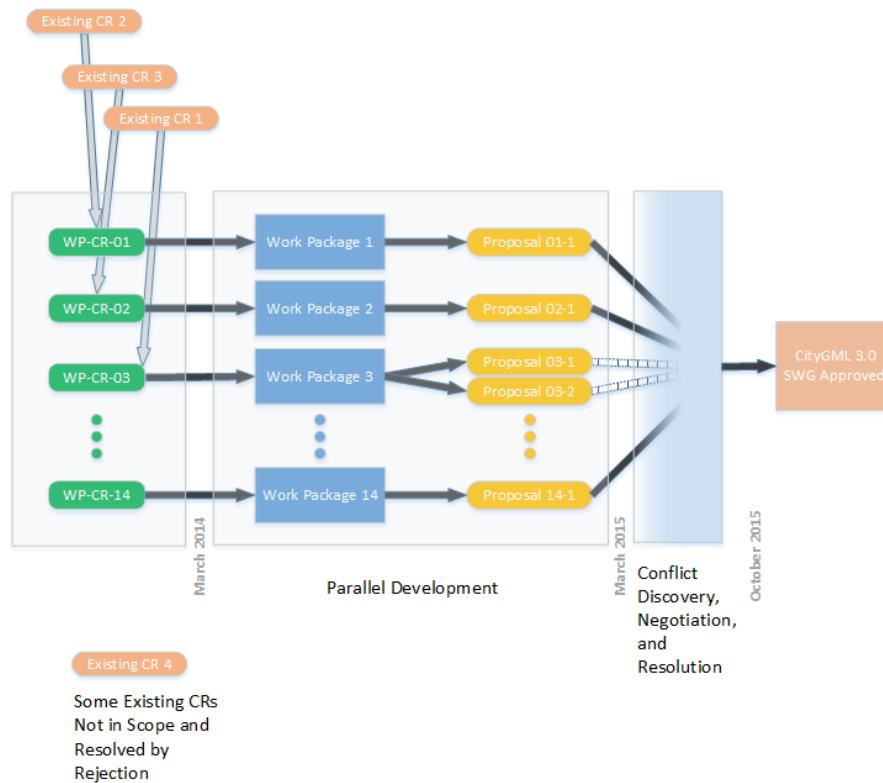 Existing CR 2
Existing CR 3
Existing CR 1
WP-CR-01
Work Package 1
Proposal 01-1
WP-CR-02
Work Package 2
Proposal 02-1
WP-CR-03
Work Package 3
Proposal 03-1
Proposal 03-2
CityGML 3.0
SWG Approved
WP-CR-14
Work Package 14
Proposal 14-1
March 2014
March 2015
October 2015
Parallel Development
Conflict
Discovery,
Negotiation,
and
Resolution
Existing CR 4
Some Existing CRs
Not in Scope and
Resolved by
Rejection